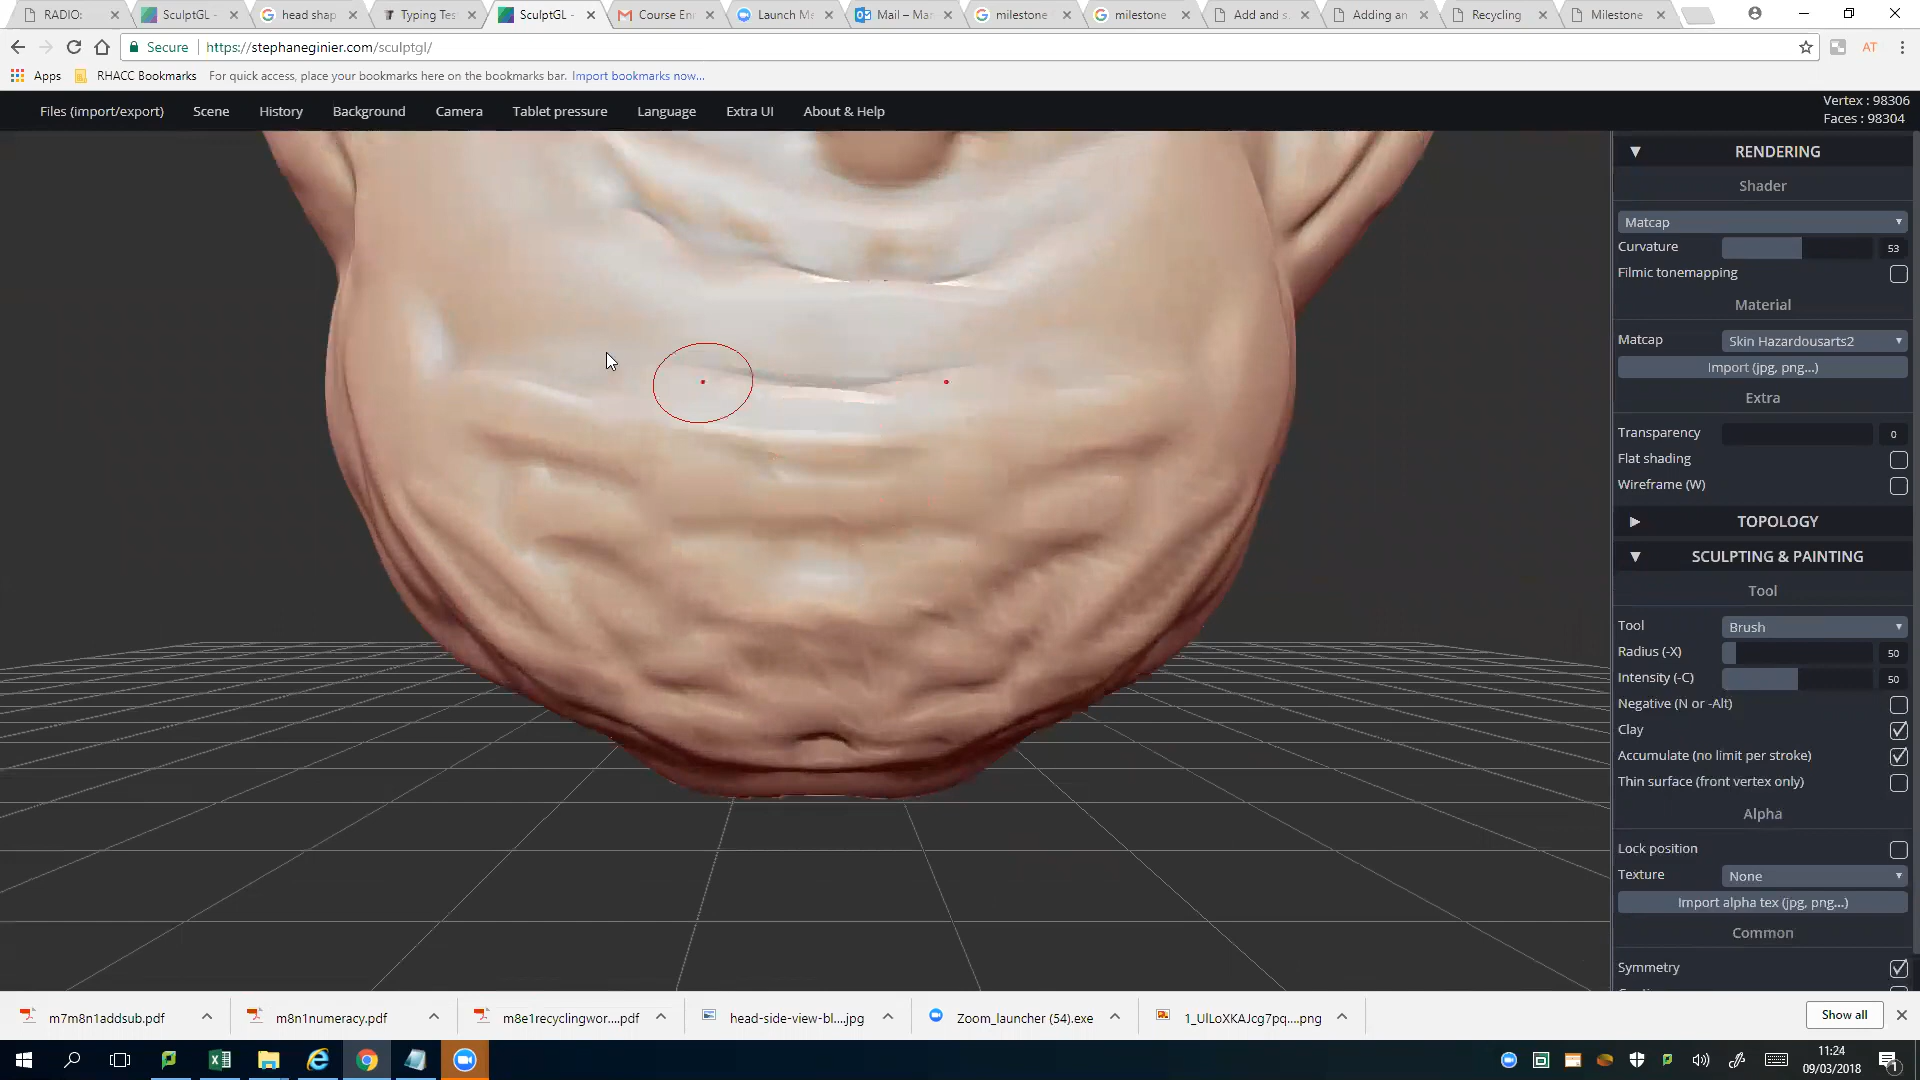 RADIO:
SculptGL -
head shap
Typing Tes
SculptGL -
Course Enr
Launch Me
Mail – Mar
milestone
milestone
Add and s
Adding an
Recycling
Milestone
Secure
https://stephaneginier.com/sculptgl/
AT
Apps
RHACC Bookmarks
For quick access, place your bookmarks here on the bookmarks bar. Import bookmarks now...
Files (import/export)
Scene
History
Background
Camera
Tablet pressure
Language
Extra UI
About & Help
Vertex : 98306
Faces : 98304
RENDERING
Shader
Matcap
Curvature
53
Filmic tonemapping
Material
Matcap
Skin Hazardousarts2
Import (jpg, png...)
Extra
Transparency
0
Flat shading
Wireframe (W)
TOPOLOGY
SCULPTING & PAINTING
Tool
Tool
Brush
Radius (-X)
50
Intensity (-C)
50
Negative (N or -Alt)
Clay
Accumulate (no limit per stroke)
Thin surface (front vertex only)
Alpha
Lock position
Texture
None
Import alpha tex (jpg, png...)
Common
Symmetry
m7m8n1addsub.pdf
m8n1numeracy.pdf
m8e1recyclingwor....pdf
head-side-view-bl....jpg
Zoom_launcher (54).exe
1_UlLoXKAJcg7pq....png
Show all
11:24
09/03/2018
1